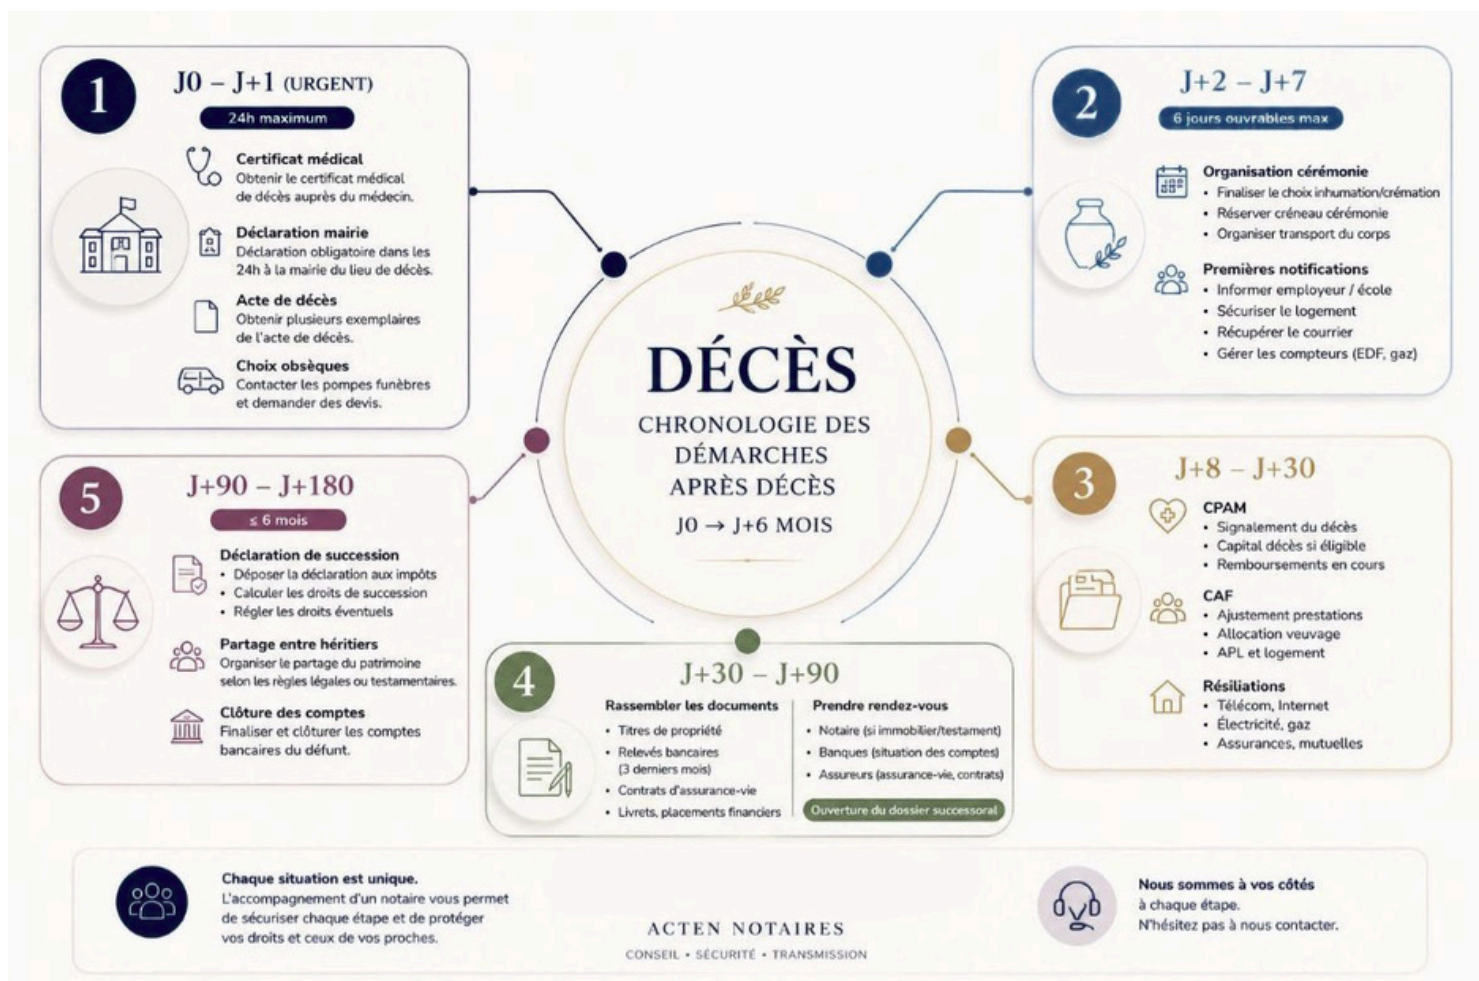 1
J0 – J+1 (URGENT)
24h maximum
Certificat médical
Obtenir le certificat médical
de décès auprès du médecin.
Déclaration mairie
Déclaration obligatoire dans les
24h à la mairie du lieu de décès.
Acte de décès
Obtenir plusieurs exemplaires
de l'acte de décès.
Choix obsèques
Contacter les pompes funèbres
et demander des devis.
2
J+2 – J+7
6 jours ouvrables max
Organisation cérémonie
• Finaliser le choix inhumation/crémation
• Réserver créneau cérémonie
• Organiser transport du corps
Premières notifications
• Informer employeur / école
• Sécuriser le logement
• Récupérer le courrier
• Gérer les compteurs (EDF, gaz)
DÉCÈS
CHRONOLOGIE DES
DÉMARCHES
APRÈS DÉCÈS
J0 → J+6 MOIS
3
J+8 – J+30
CPAM
• Signalement du décès
• Capital décès si éligible
• Remboursements en cours
CAF
• Ajustement prestations
• Allocation veuvage
• APL et logement
Résiliations
• Télécom, Internet
• Électricité, gaz
• Assurances, mutuelles
4
J+30 – J+90
Rassembler les documents
• Titres de propriété
• Relevés bancaires
(3 derniers mois)
• Contrats d'assurance-vie
• Livrets, placements financiers
Prendre rendez-vous
• Notaire (si immobilier/testament)
• Banques (situation des comptes)
• Assureurs (assurance-vie, contrats)
Ouverture du dossier successoral
5
J+90 – J+180
≤ 6 mois
Déclaration de succession
• Déposer la déclaration aux impôts
• Calculer les droits de succession
• Régler les droits éventuels
Partage entre héritiers
Organiser le partage du patrimoine
selon les règles légales ou testamentaires.
Clôture des comptes
Finaliser et clôturer les comptes
bancaires du défunt.
Chaque situation est unique.
L'accompagnement d'un notaire vous permet
de sécuriser chaque étape et de protéger
vos droits et ceux de vos proches.
ACTEN NOTAIRES
CONSEIL • SÉCURITÉ • TRANSMISSION
Nous sommes à vos côtés
à chaque étape.
N'hésitez pas à nous contacter.